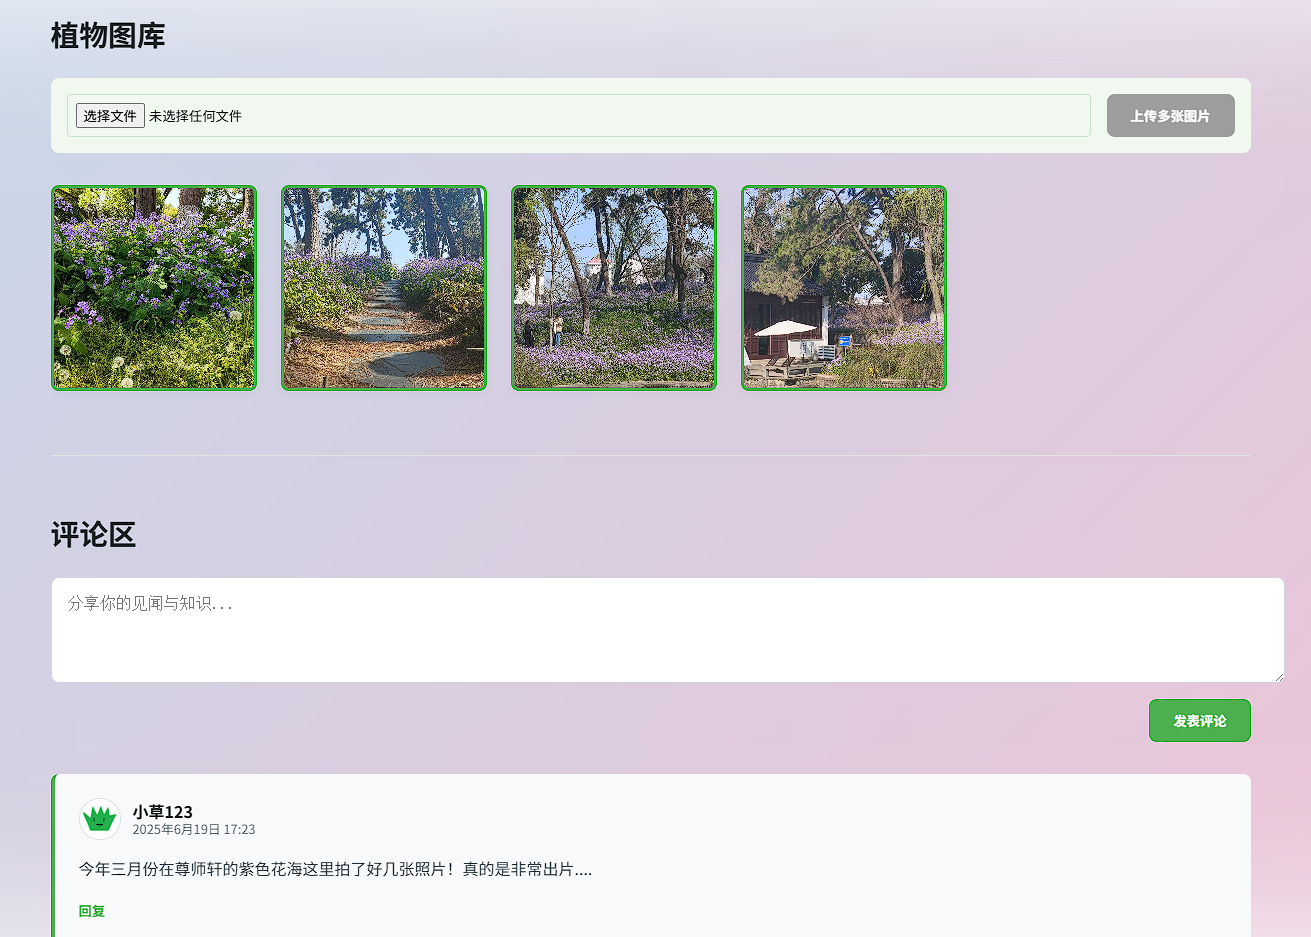 植物图库
选择文件 未选择任何文件
上传多张图片
评论区
分享你的见闻与知识...
发表评论
小草123
2025年6月19日 17:23
今年三月份在尊师轩的紫色花海这里拍了好几张照片！真的是非常出片....
回复